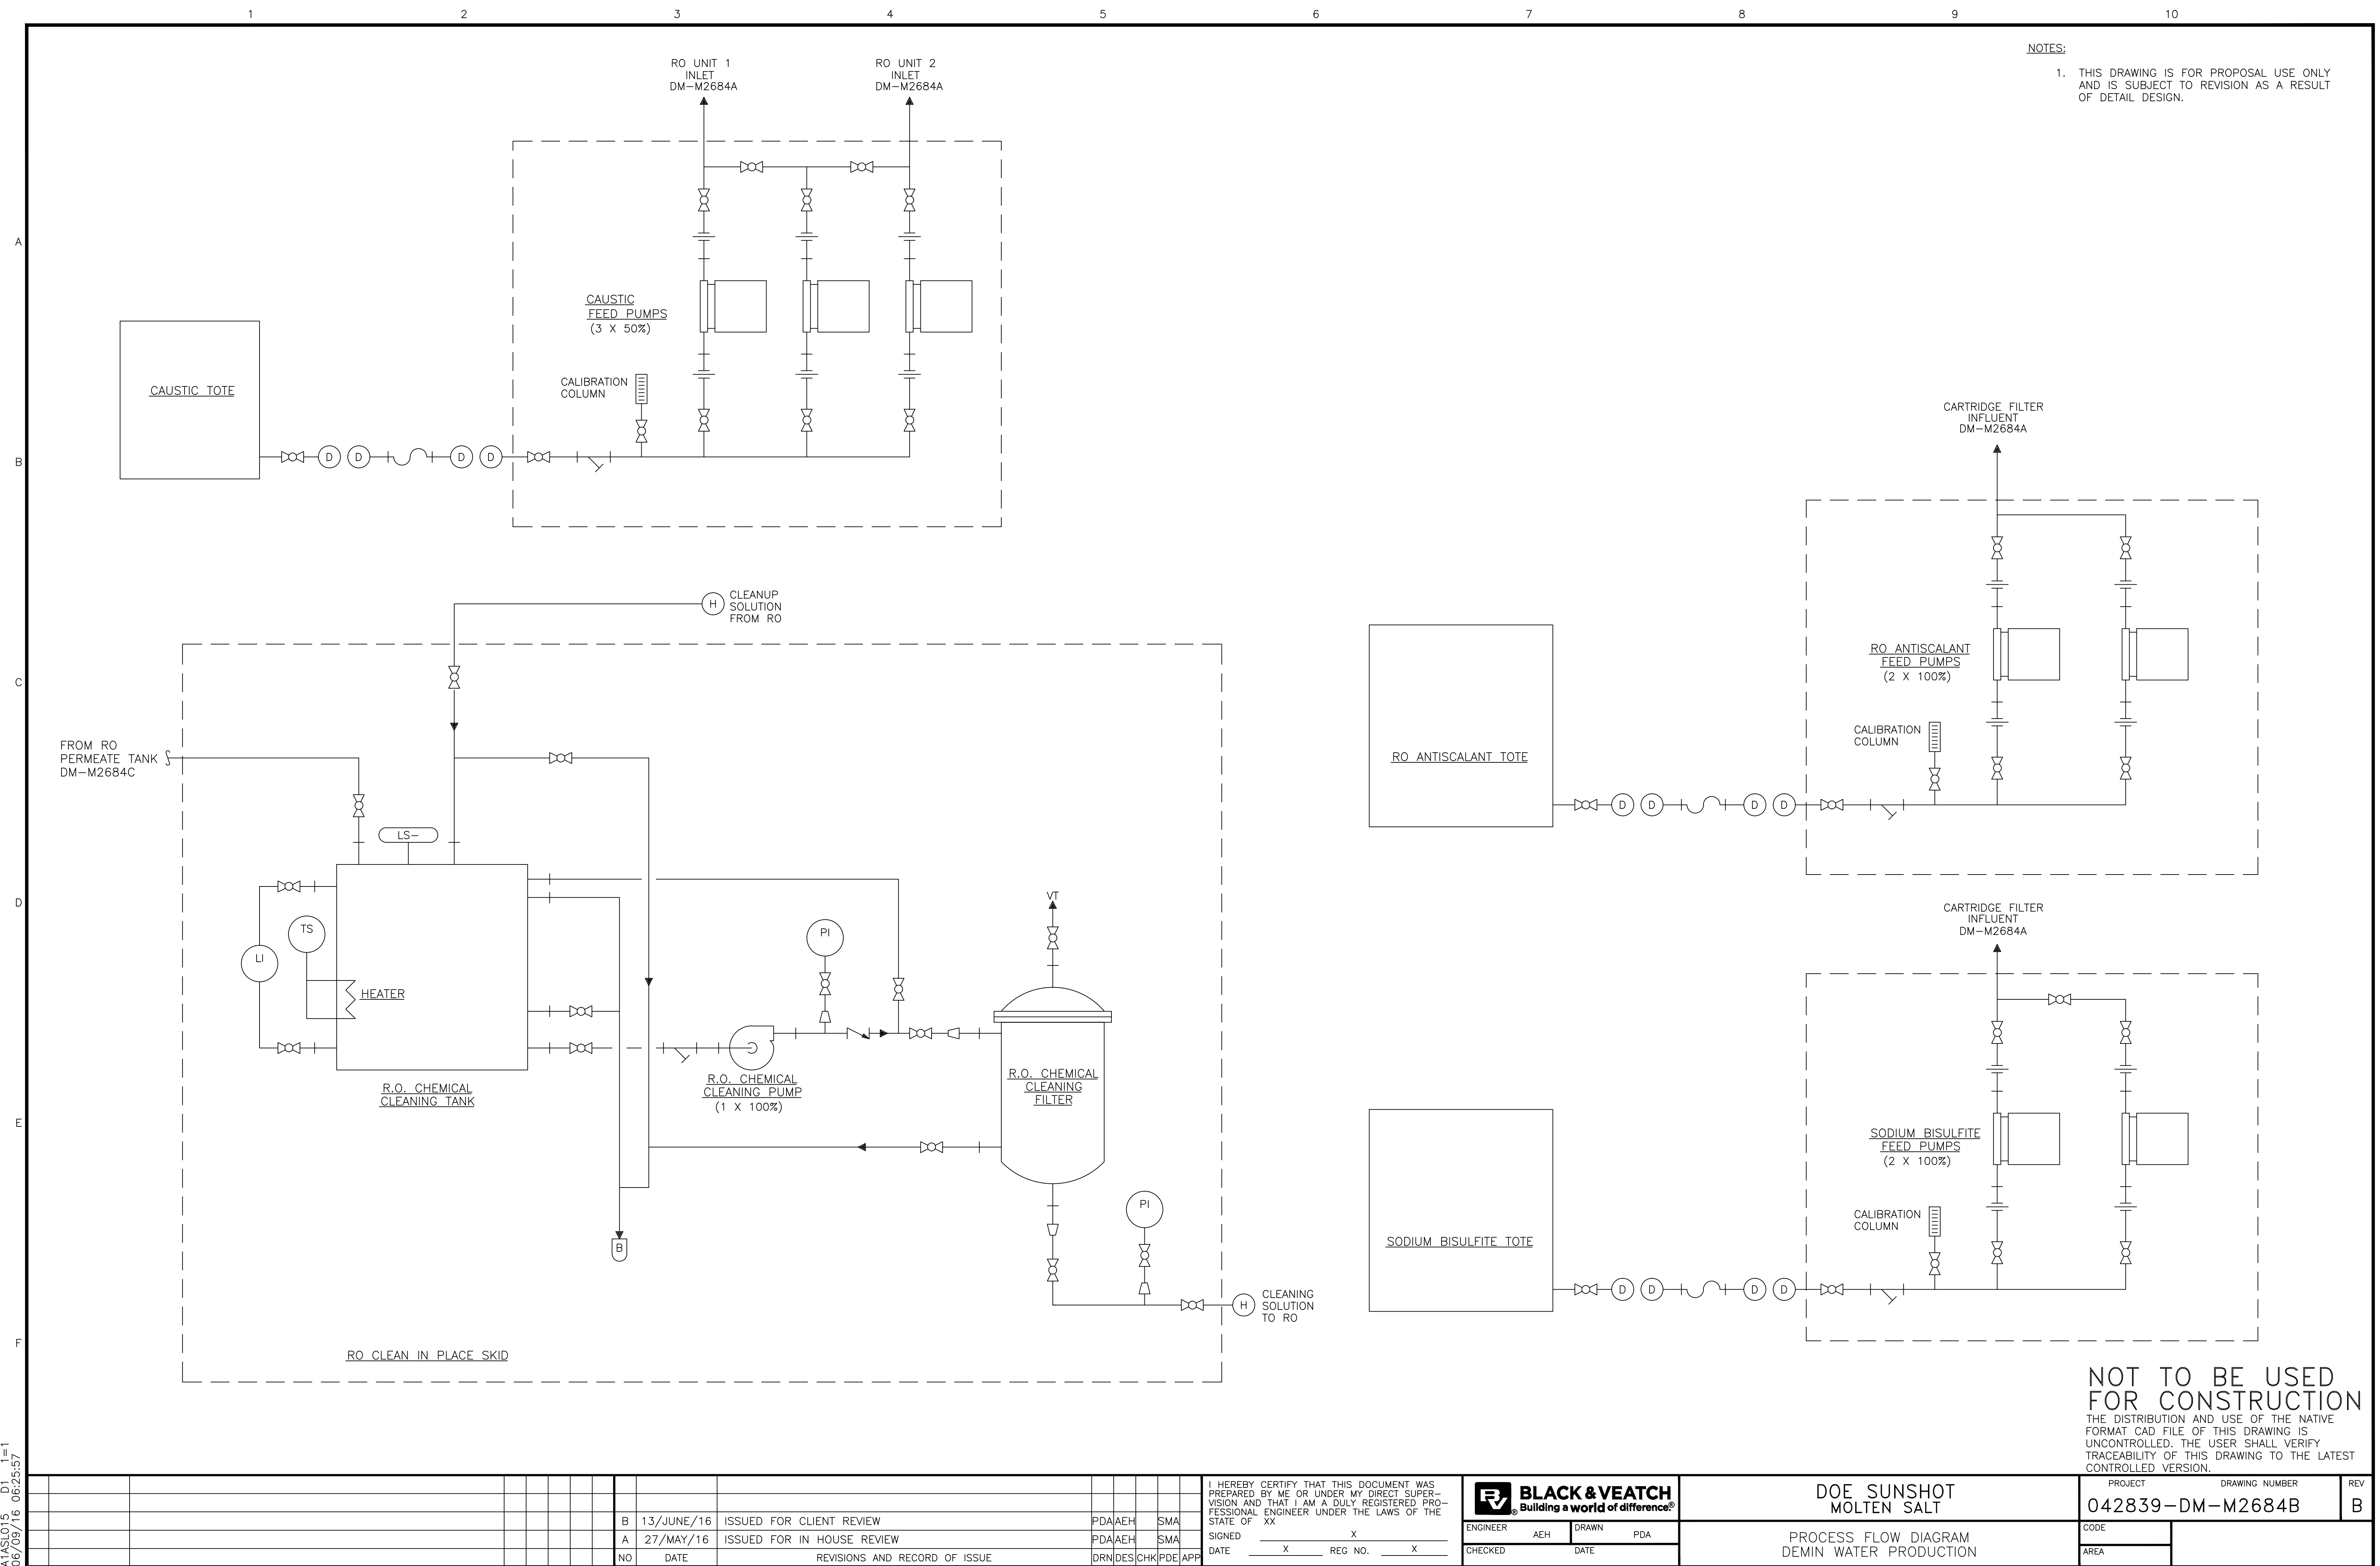 1 2 3 4 5 6 7 8 9 10
NOTES:
1. THIS DRAWING IS FOR PROPOSAL USE ONLY
AND IS SUBJECT TO REVISION AS A RESULT
OF DETAIL DESIGN.
RO UNIT 1
INLET
DM-M2684A
RO UNIT 2
INLET
DM-M2684A
A
CAUSTIC
FEED PUMPS
(3 X 50%)
CALIBRATION
COLUMN
CAUSTIC TOTE
B
D D D D
CARTRIDGE FILTER
INFLUENT
DM-M2684A
H
CLEANUP
SOLUTION
FROM RO
C
RO ANTISCALANT
FEED PUMPS
(2 X 100%)
CALIBRATION
COLUMN
RO ANTISCALANT TOTE
D D D D
FROM RO
PERMEATE TANK
DM-M2684C
LS-
D
TS
LI
HEATER
PI
VT
R.O. CHEMICAL
CLEANING TANK
R.O. CHEMICAL
CLEANING PUMP
(1 X 100%)
R.O. CHEMICAL
CLEANING
FILTER
CARTRIDGE FILTER
INFLUENT
DM-M2684A
E
SODIUM BISULFITE
FEED PUMPS
(2 X 100%)
CALIBRATION
COLUMN
SODIUM BISULFITE TOTE
D D D D
PI
B
H
CLEANING
SOLUTION
TO RO
F
RO CLEAN IN PLACE SKID
NOT TO BE USED
FOR CONSTRUCTION
THE DISTRIBUTION AND USE OF THE NATIVE
FORMAT CAD FILE OF THIS DRAWING IS
UNCONTROLLED. THE USER SHALL VERIFY
TRACEABILITY OF THIS DRAWING TO THE LATEST
CONTROLLED VERSION.
A1ASL015 D1 1=1
06/09/16 06:25:57
B 13/JUNE/16 ISSUED FOR CLIENT REVIEW PDA AEH SMA
A 27/MAY/16 ISSUED FOR IN HOUSE REVIEW PDA AEH SMA
NO DATE REVISIONS AND RECORD OF ISSUE DRN DES CHK PDE APP
I HEREBY CERTIFY THAT THIS DOCUMENT WAS
PREPARED BY ME OR UNDER MY DIRECT SUPER-
VISION AND THAT I AM A DULY REGISTERED PRO-
FESSIONAL ENGINEER UNDER THE LAWS OF THE
STATE OF XX
SIGNED X
DATE X REG NO. X
BV
BLACK & VEATCH
® Building a world of difference.®
ENGINEER AEH DRAWN PDA
CHECKED DATE
DOE SUNSHOT
MOLTEN SALT
PROCESS FLOW DIAGRAM
DEMIN WATER PRODUCTION
PROJECT DRAWING NUMBER REV
042839-DM-M2684B B
CODE
AREA